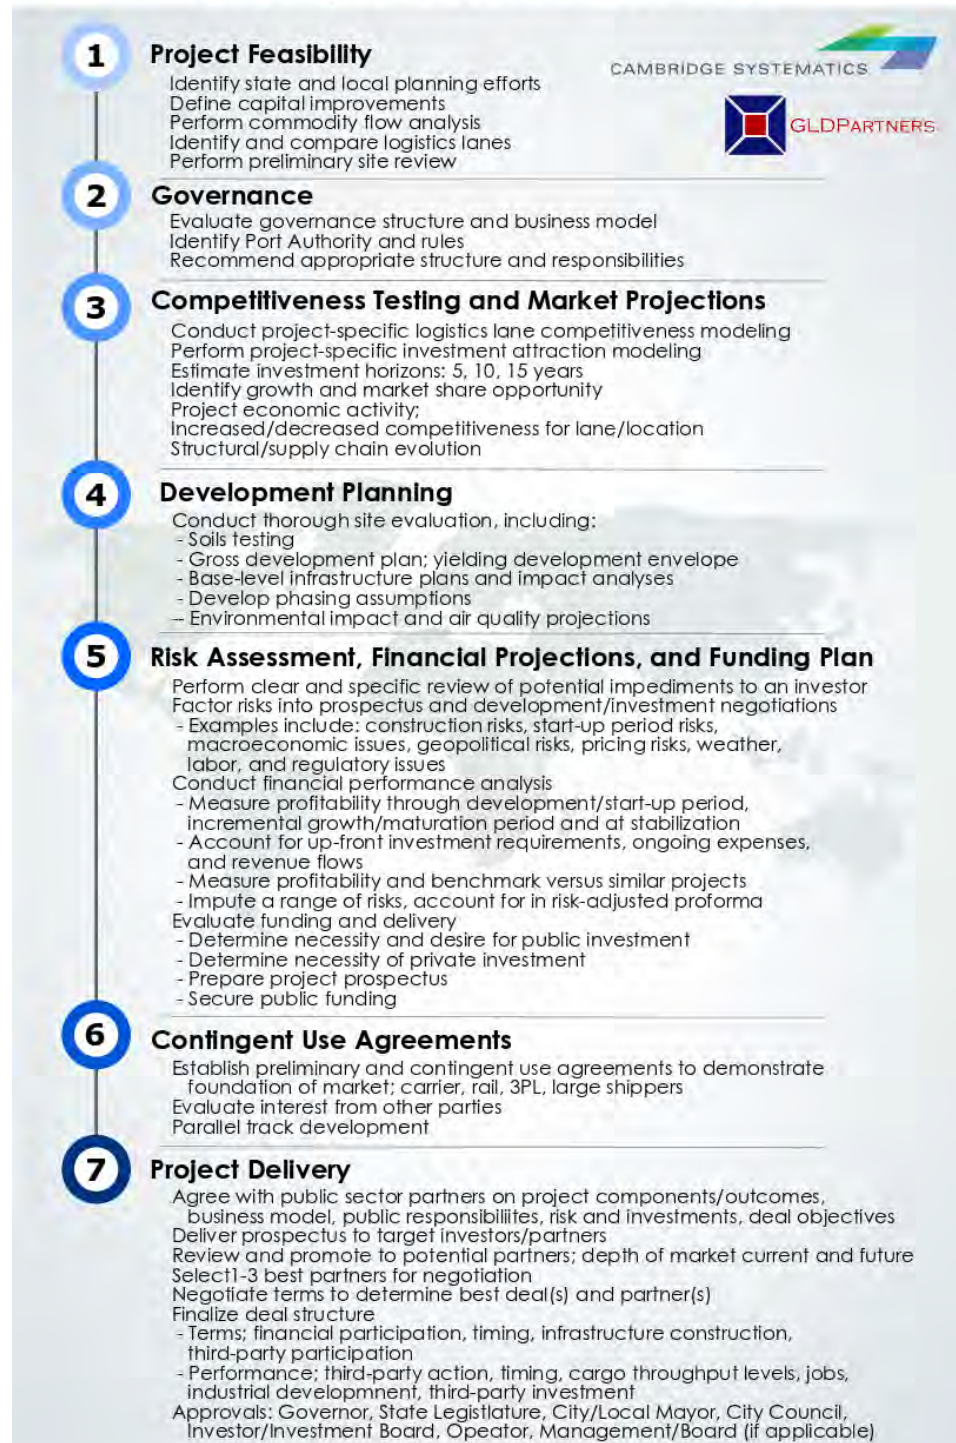 1 Project Feasibility
CAMBRIDGE SYSTEMATICS
GLDPARTNERS
Identify state and local planning efforts
Define capital improvements
Perform commodity flow analysis
Identify and compare logistics lanes
Perform preliminary site review
2 Governance
Evaluate governance structure and business model
Identify Port Authority and rules
Recommend appropriate structure and responsibilities
3 Competitiveness Testing and Market Projections
Conduct project-specific logistics lane competitiveness modeling
Perform project-specific investment attraction modeling
Estimate investment horizons: 5, 10, 15 years
Identify growth and market share opportunity
Project economic activity;
Increased/decreased competitiveness for lane/location
Structural/supply chain evolution
4 Development Planning
Conduct thorough site evaluation, including:
- Soils testing
- Gross development plan; yielding development envelope
- Base-level infrastructure plans and impact analyses
- Develop phasing assumptions
-- Environmental impact and air quality projections
5 Risk Assessment, Financial Projections, and Funding Plan
Perform clear and specific review of potential impediments to an investor
Factor risks into prospectus and development/investment negotiations
- Examples include: construction risks, start-up period risks,
macroeconomic issues, geopolitical risks, pricing risks, weather,
labor, and regulatory issues
Conduct financial performance analysis
- Measure profitability through development/start-up period,
incremental growth/maturation period and at stabilization
- Account for up-front investment requirements, ongoing expenses,
and revenue flows
- Measure profitability and benchmark versus similar projects
- Impute a range of risks, account for in risk-adjusted proforma
Evaluate funding and delivery
- Determine necessity and desire for public investment
- Determine necessity of private investment
- Prepare project prospectus
- Secure public funding
6 Contingent Use Agreements
Establish preliminary and contingent use agreements to demonstrate
foundation of market; carrier, rail, 3PL, large shippers
Evaluate interest from other parties
Parallel track development
7 Project Delivery
Agree with public sector partners on project components/outcomes,
business model, public responsibiliites, risk and investments, deal objectives
Deliver prospectus to target investors/partners
Review and promote to potential partners; depth of market current and future
Select1-3 best partners for negotiation
Negotiate terms to determine best deal(s) and partner(s)
Finalize deal structure
- Terms; financial participation, timing, infrastructure construction,
third-party participation
- Performance; third-party action, timing, cargo throughput levels, jobs,
industrial developmnent, third-party investment
Approvals: Governor, State Legistlature, City/Local Mayor, City Council,
Investor/Investment Board, Opeator, Management/Board (if applicable)